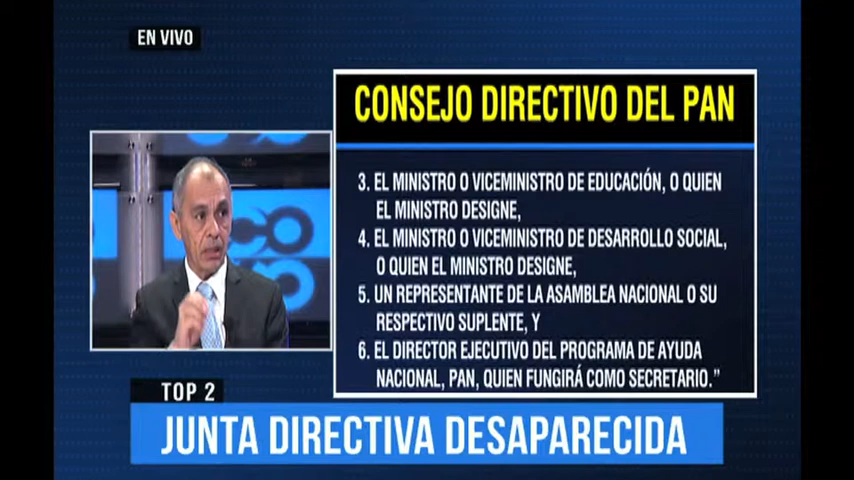 EN VIVO
CONSEJO DIRECTIVO DEL PAN
3. EL MINISTRO O VICEMINISTRO DE EDUCACIÓN, O QUIEN
EL MINISTRO DESIGNE,
4. EL MINISTRO O VICEMINISTRO DE DESARROLLO SOCIAL,
O QUIEN EL MINISTRO DESIGNE,
5. UN REPRESENTANTE DE LA ASAMBLEA NACIONAL O SU
RESPECTIVO SUPLENTE, Y
6. EL DIRECTOR EJECUTIVO DEL PROGRAMA DE AYUDA
NACIONAL, PAN, QUIEN FUNGIRÁ COMO SECRETARIO.”
TOP 2
JUNTA DIRECTIVA DESAPARECIDA